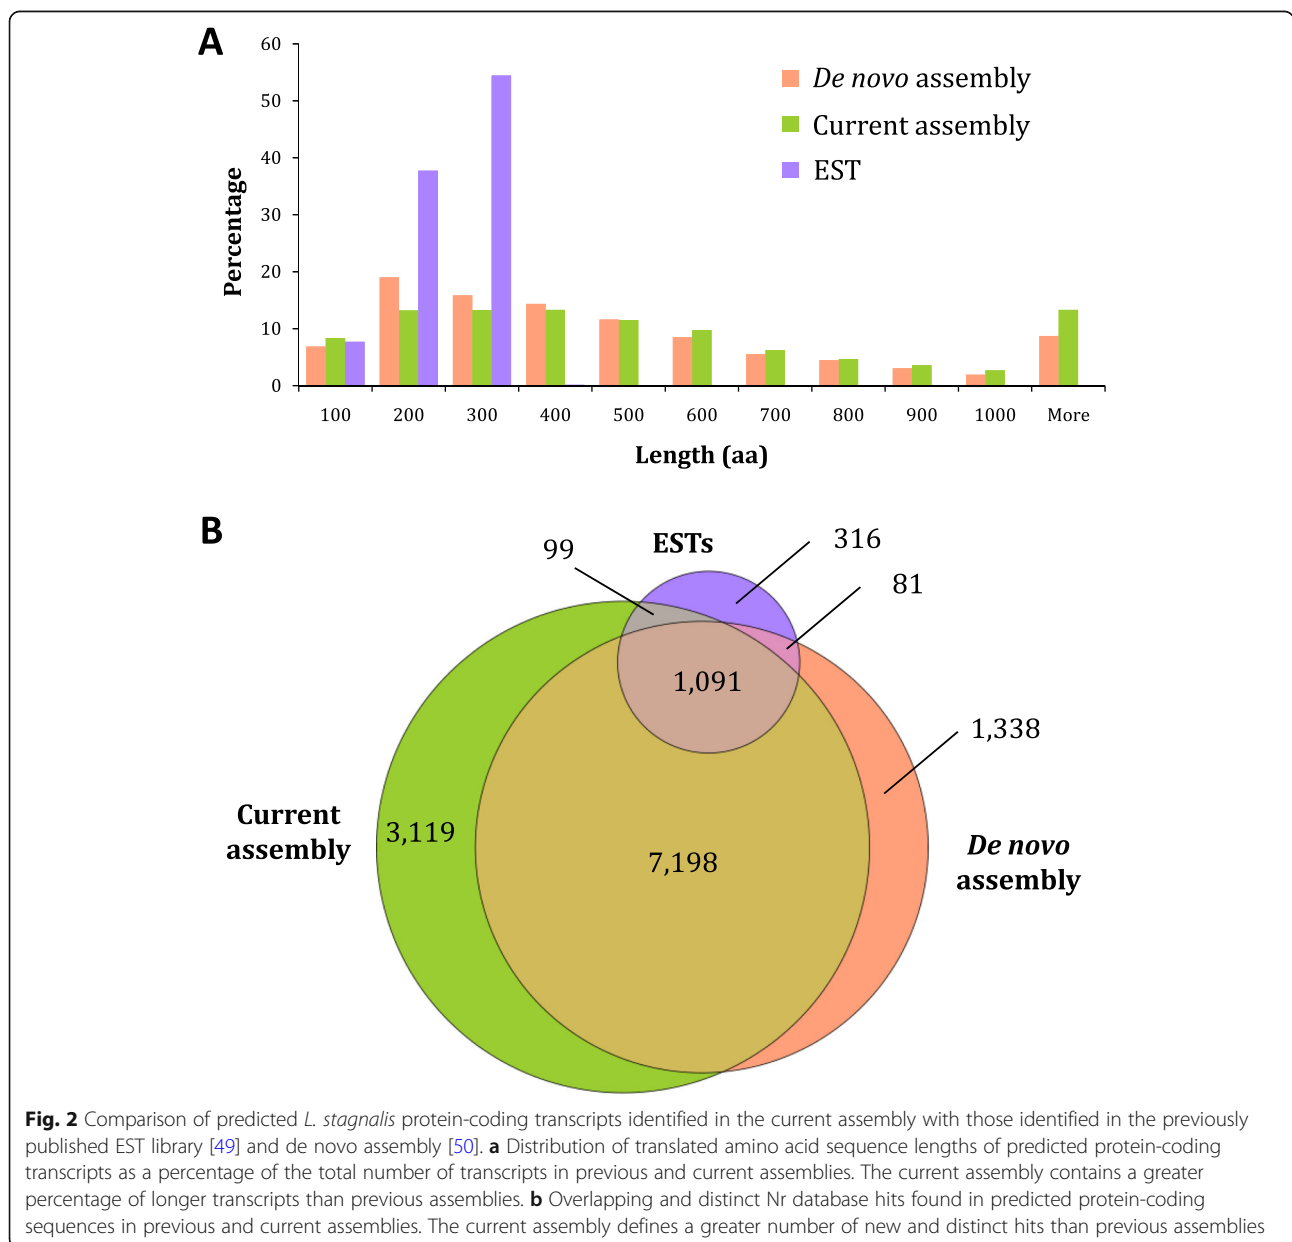 A
60
50
40
30
20
10
0
Percentage
De novo assembly
Current assembly
EST
100 200 300 400 500 600 700 800 900 1000 More
Length (aa)
B
ESTs
99
316
81
1,091
1,338
Current
assembly
3,119
7,198
De novo
assembly
Fig. 2 Comparison of predicted L. stagnalis protein-coding transcripts identified in the current assembly with those identified in the previously
published EST library [49] and de novo assembly [50]. a Distribution of translated amino acid sequence lengths of predicted protein-coding
transcripts as a percentage of the total number of transcripts in previous and current assemblies. The current assembly contains a greater
percentage of longer transcripts than previous assemblies. b Overlapping and distinct Nr database hits found in predicted protein-coding
sequences in previous and current assemblies. The current assembly defines a greater number of new and distinct hits than previous assemblies